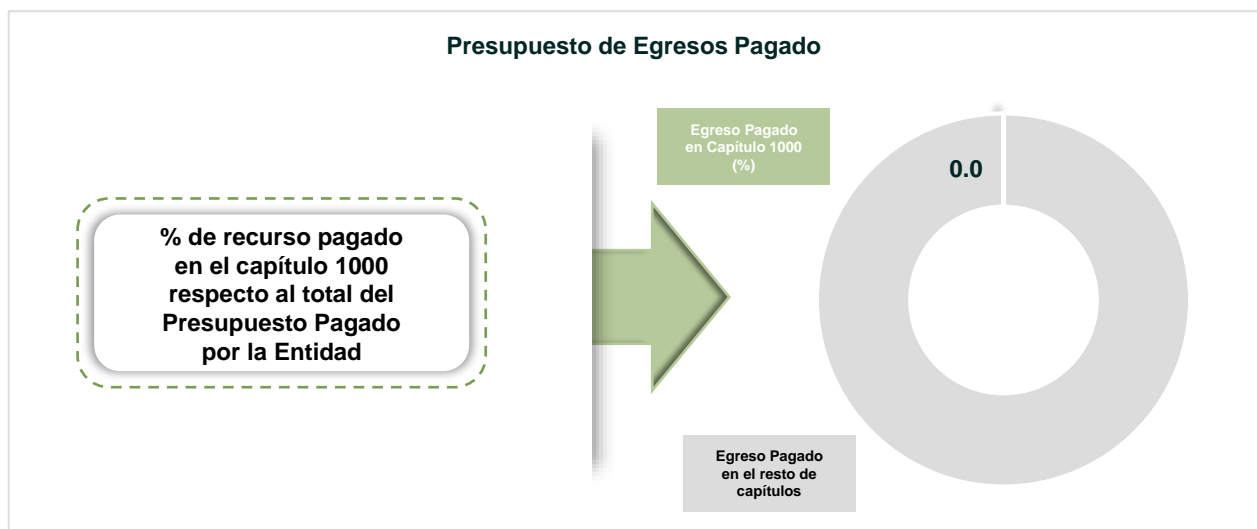 Presupuesto de Egresos Pagado
% de recurso pagado
en el capítulo 1000
respecto al total del
Presupuesto Pagado
por la Entidad
Egreso Pagado
en Capítulo 1000
(%)
0.0
Egreso Pagado
en el resto de
capítulos